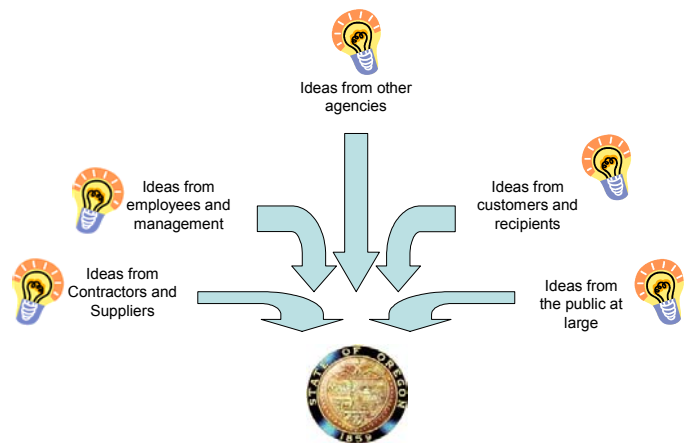 Ideas from other
agencies
Ideas from
employees and
management
Ideas from
customers and
recipients
Ideas from
Contractors and
Suppliers
Ideas from
the public at
large
STATE OF OREGON
1859